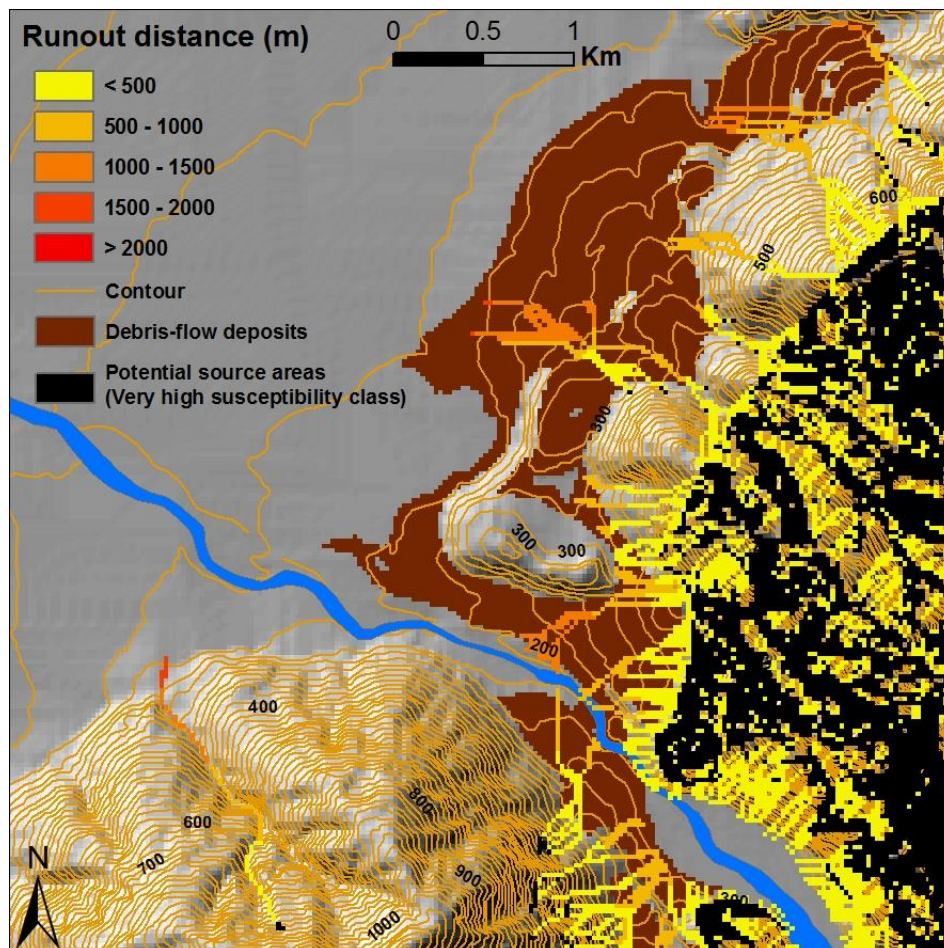 Runout distance (m)
0 0.5 1
Km
< 500
500 - 1000
1000 - 1500
1500 - 2000
> 2000
Contour
Debris-flow deposits
Potential source areas
(Very high susceptibility class)
600
500
300
300
300
200
400
800
600
700
900
1000
N